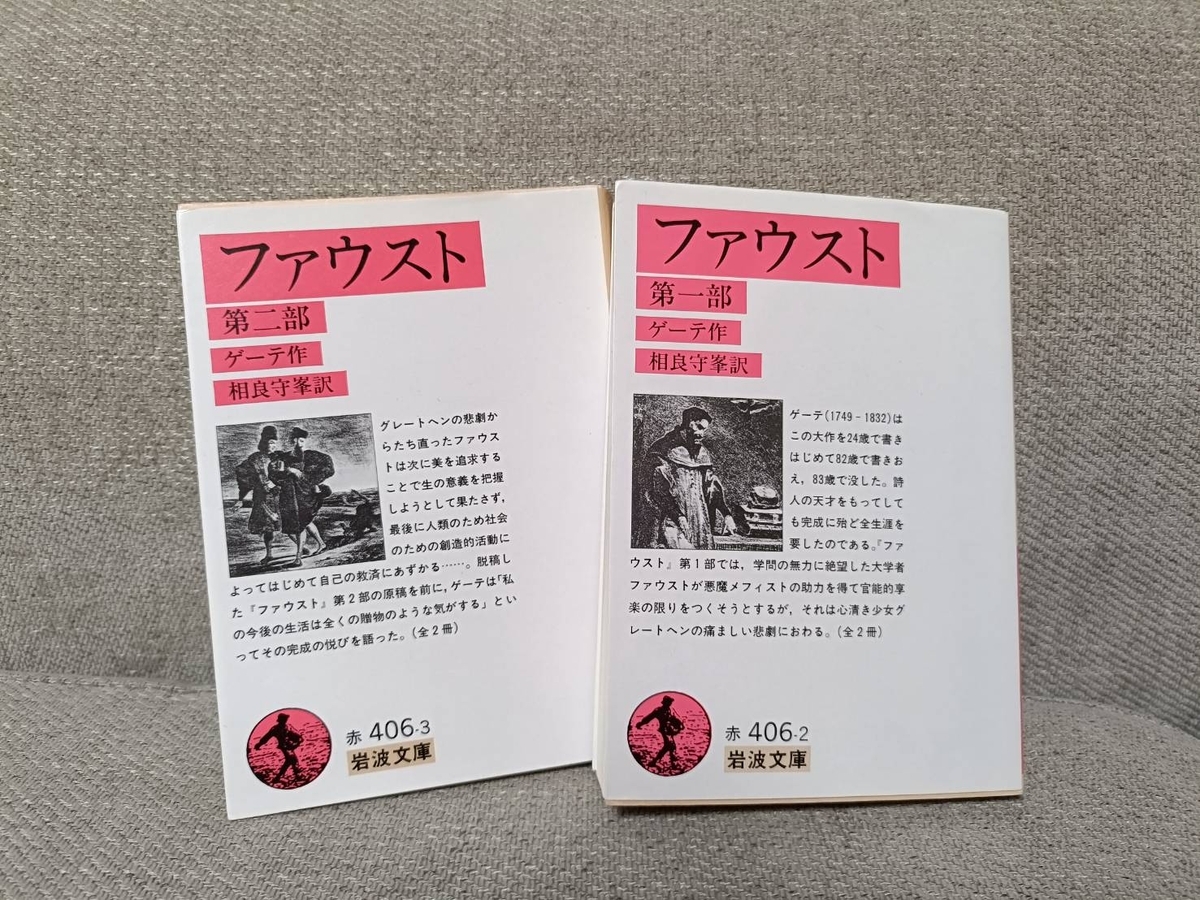 ファウスト
第二部
ゲーテ作
相良守峯訳
グレートヘンの悲劇か
らたち直ったファウス
トは次に美を追求する
ことで生の意義を把握
しようとして果たさず,
最後に人類のため社会
のための創造的活動に
よってはじめて自己の救済にあずかる……。脱稿し
た『ファウスト』第2部の原稿を前に,ゲーテは「私
の今後の生活は全くの贈物のような気がする」とい
ってその完成の悦びを語った。(全2冊)
赤 406-3
岩波文庫
ファウスト
第一部
ゲーテ作
相良守峯訳
ゲーテ(1749-1832)は
この大作を24歳で書き
はじめて82歳で書きお
え,83歳で没した。詩
人の天才をもってして
も完成に殆ど全生涯を
要したのである。『ファ
ウスト』第1部では,学問の無力に絶望した大学者
ファウストが悪魔メフィストの助力を得て官能的享
楽の限りをつくそうとするが,それは心清き少女グ
レートヘンの痛ましい悲劇におわる。(全2冊)
赤 406-2
岩波文庫